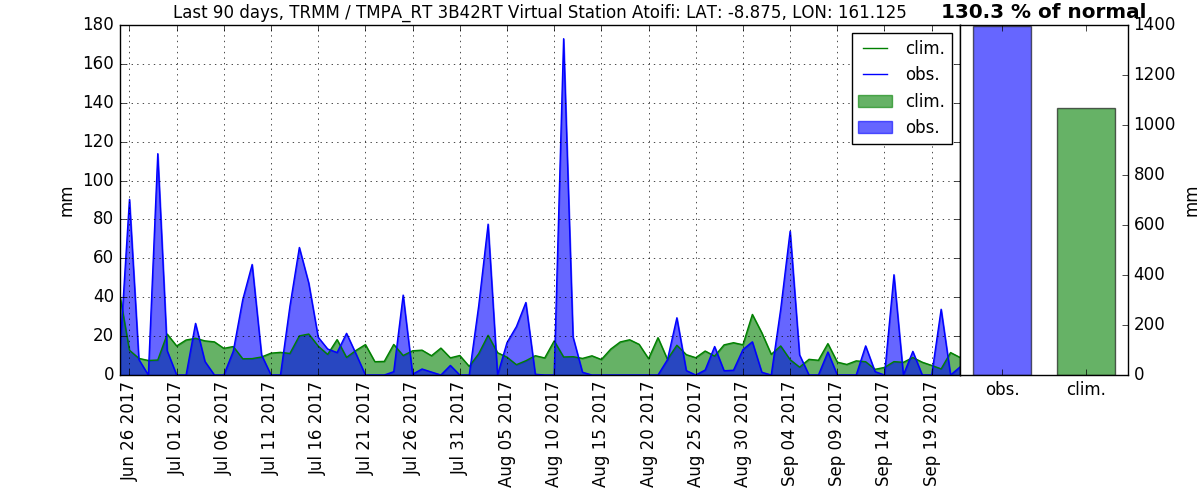 Last 90 days, TRMM / TMPA_RT 3B42RT Virtual Station Atoifi: LAT: -8.875, LON: 161.125
130.3 % of normal
180
160
140
120
100
80
60
40
20
0
mm
clim.
obs.
clim.
obs.
1400
1200
1000
800
600
400
200
0
mm
obs.
clim.
Jun 26 2017
Jul 01 2017
Jul 06 2017
Jul 11 2017
Jul 16 2017
Jul 21 2017
Jul 26 2017
Jul 31 2017
Aug 05 2017
Aug 10 2017
Aug 15 2017
Aug 20 2017
Aug 25 2017
Aug 30 2017
Sep 04 2017
Sep 09 2017
Sep 14 2017
Sep 19 2017